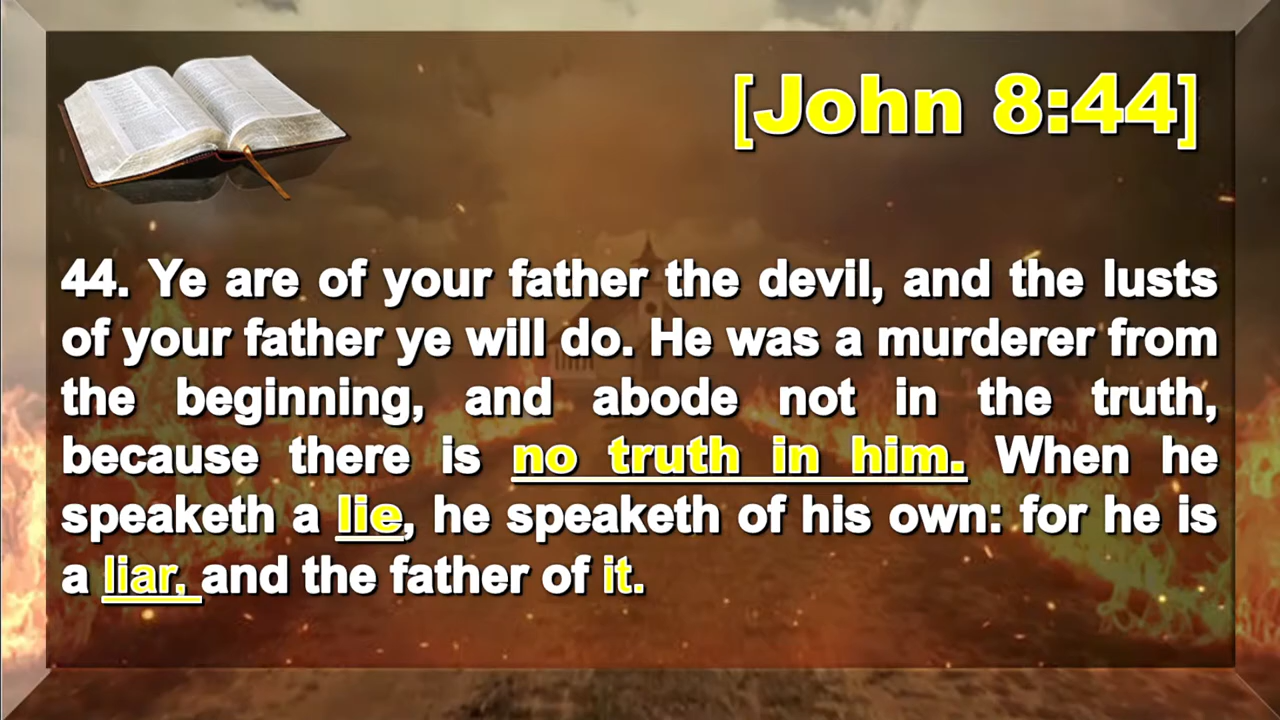 [John 8:44]
44. Ye are of your father the devil, and the lusts
of your father ye will do. He was a murderer from
the beginning, and abode not in the truth,
because there is no truth in him. When he
speaketh a lie, he speaketh of his own: for he is
a liar, and the father of it.